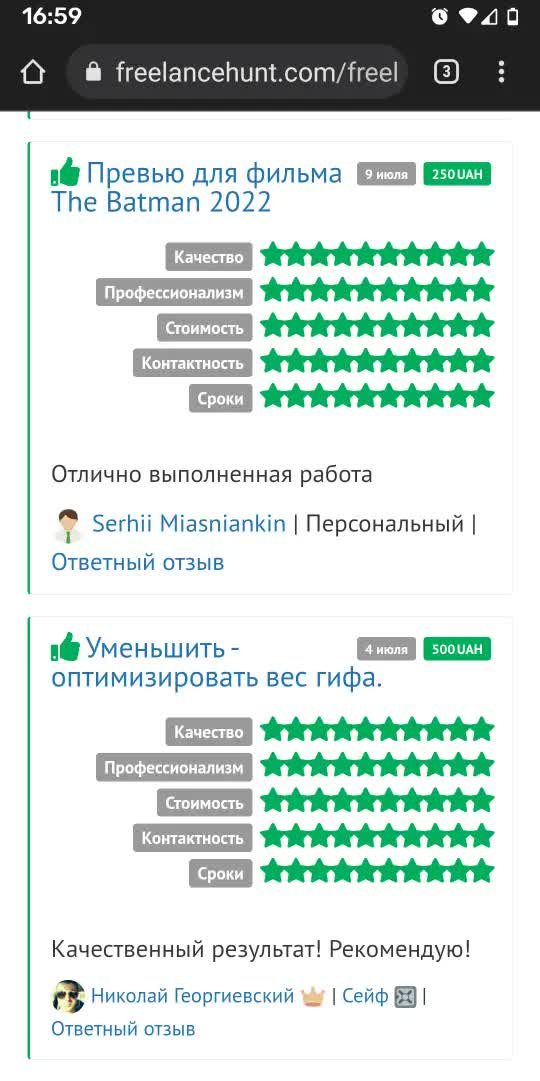 16:59
freelancehunt.com/freel
3
Превью для фильма 9 июля 250 UAH
The Batman 2022
Качество
Профессионализм
Стоимость
Контактность
Сроки
Отлично выполненная работа
Serhii Miasniankin | Персональный |
Ответный отзыв
Уменьшить - 4 июля 500 UAH
оптимизировать вес гифа.
Качество
Профессионализм
Стоимость
Контактность
Сроки
Качественный результат! Рекомендую!
Николай Георгиевский | Сейф |
Ответный отзыв